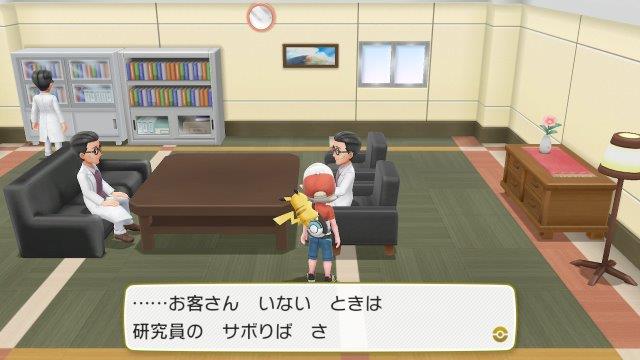 ……お客さん　いない　ときは
研究員の　サボりば　さ